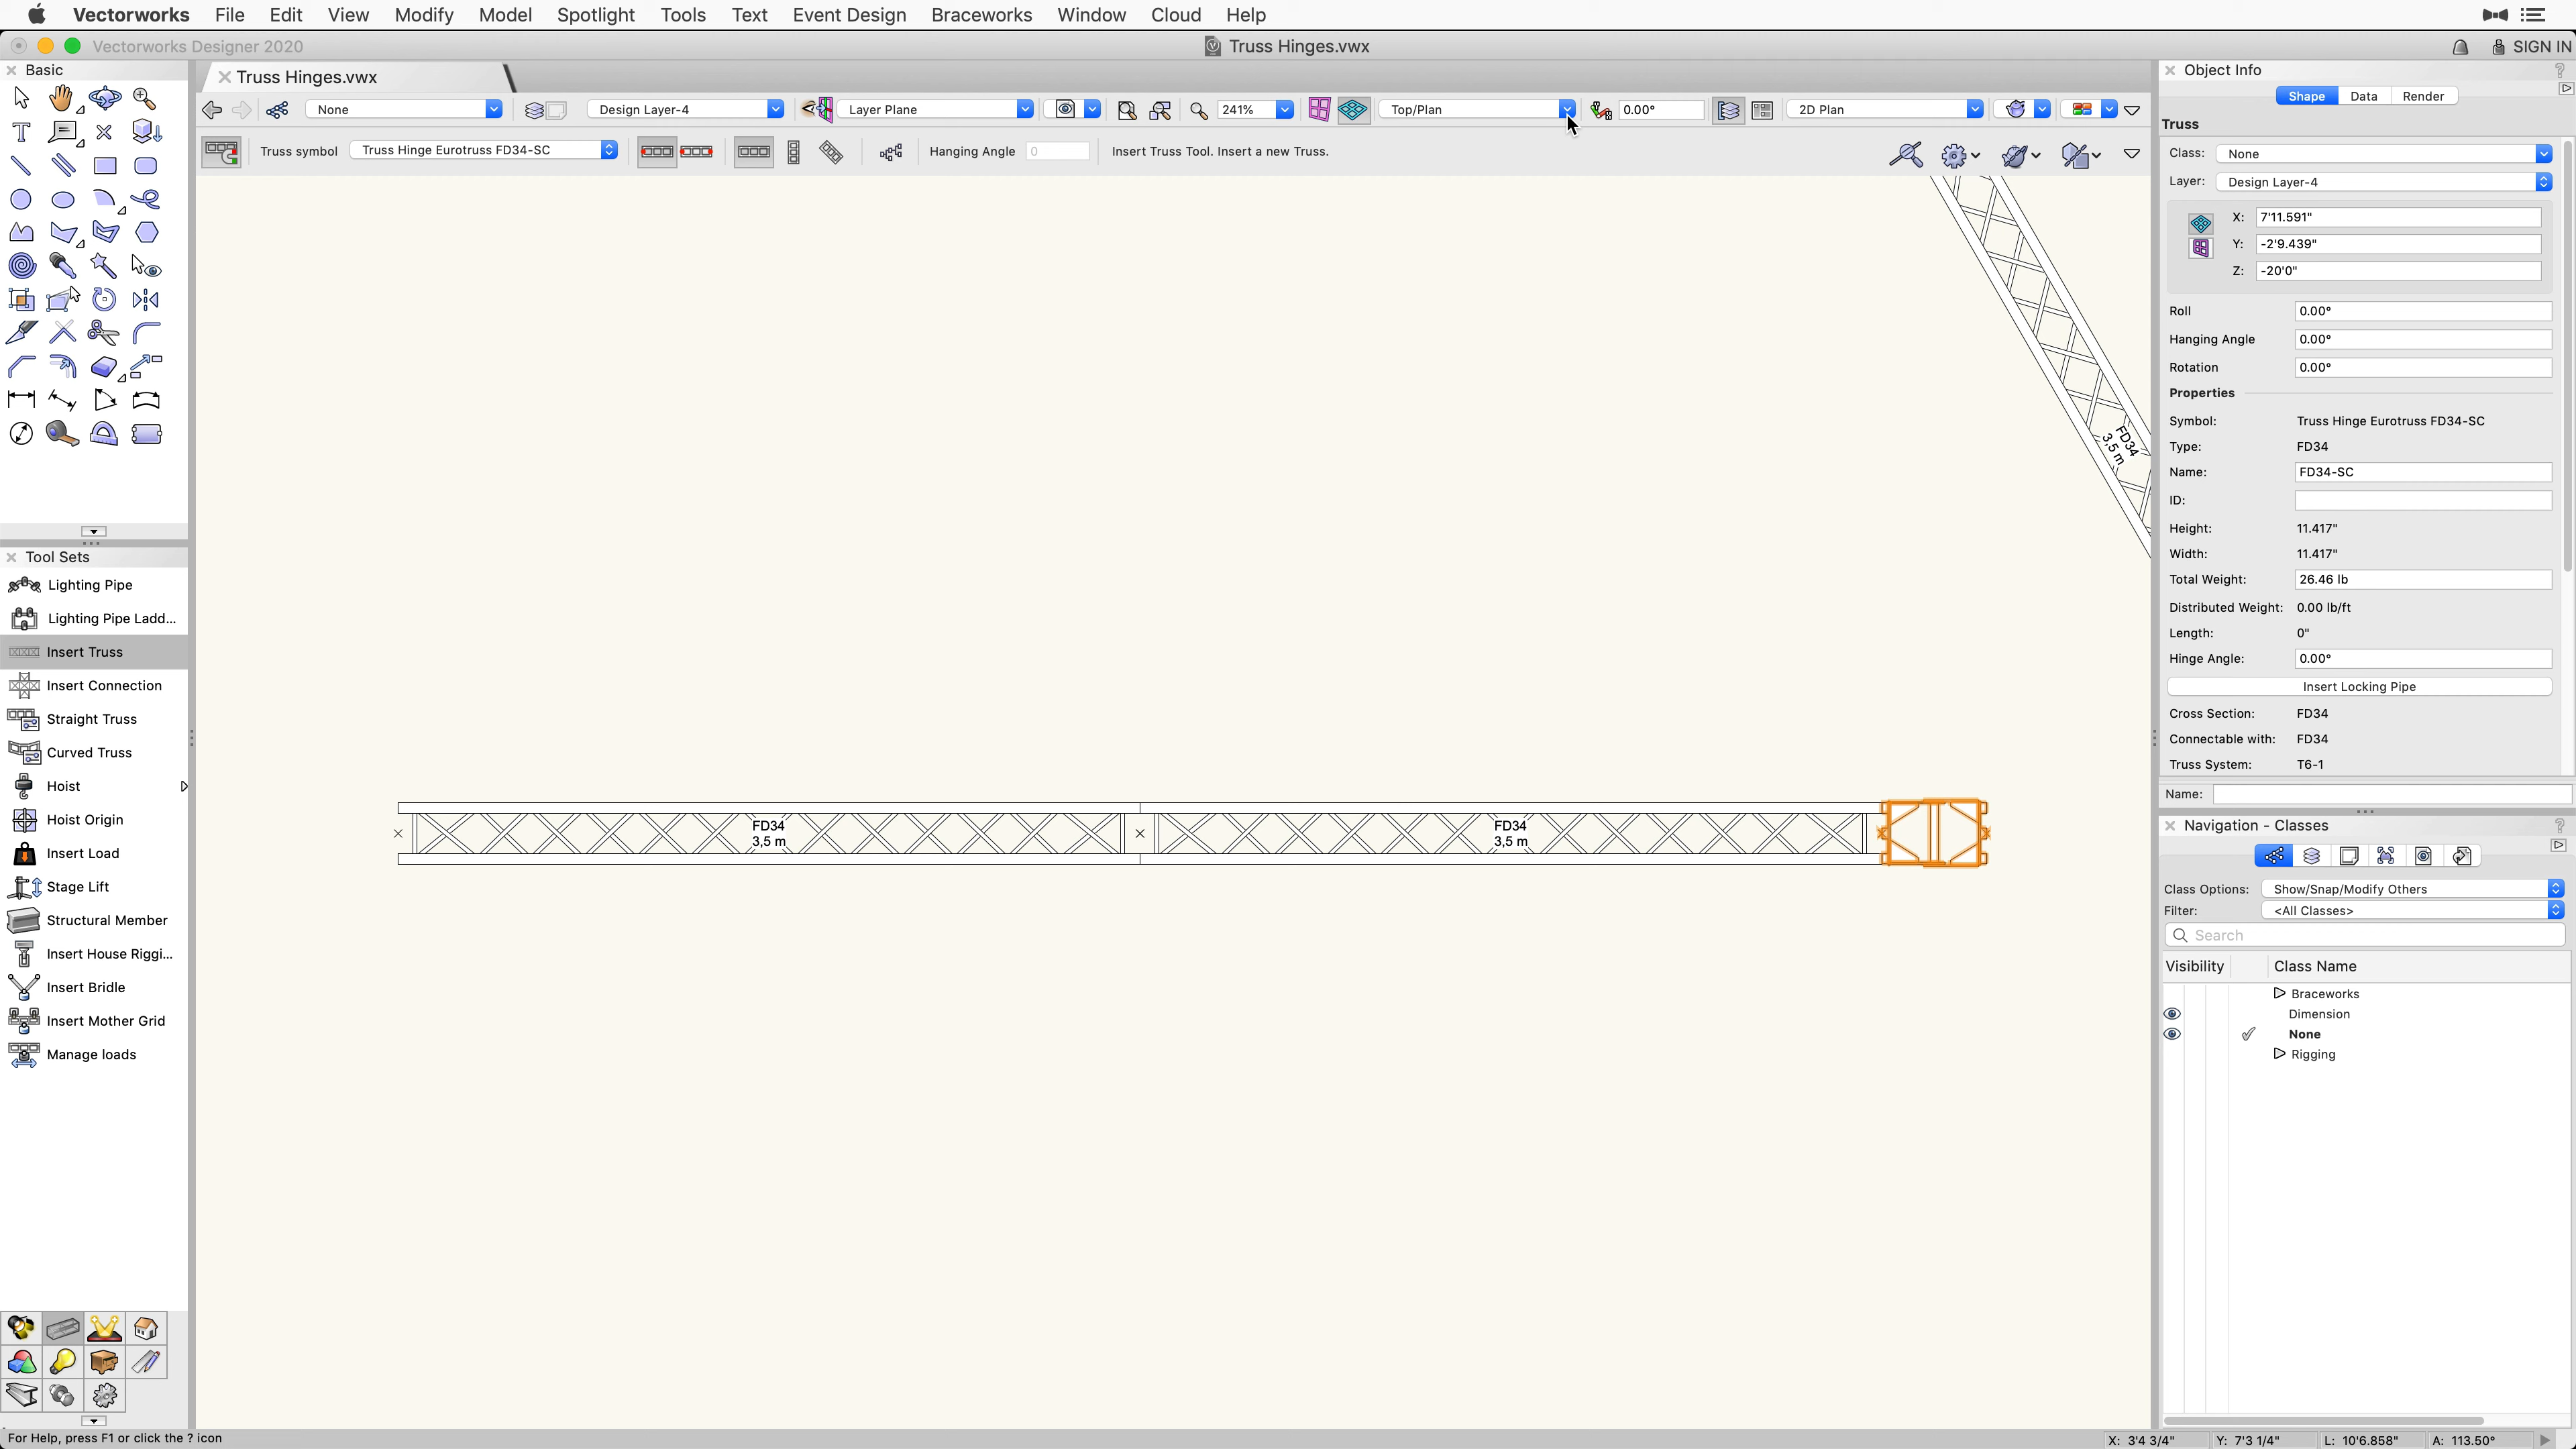 Vectorworks File Edit View Modify Model Spotlight Tools Text Event Design Braceworks Window Cloud Help
Vectorworks Designer 2020
Truss Hinges.vwx
SIGN IN
Basic
Truss Hinges.vwx
None
Design Layer-4
Layer Plane
241%
Top/Plan
0.00°
2D Plan
Truss symbol
Truss Hinge Eurotruss FD34-SC
Hanging Angle
0
Insert Truss Tool. Insert a new Truss.
FD34
3,5 m
FD34
3,5 m
FD34
3,5 m
Tool Sets
Lighting Pipe
Lighting Pipe Ladd...
Insert Truss
Insert Connection
Straight Truss
Curved Truss
Hoist
Hoist Origin
Insert Load
Stage Lift
Structural Member
Insert House Riggi...
Insert Bridle
Insert Mother Grid
Manage loads
Object Info
Shape Data Render
Truss
Class: None
Layer: Design Layer-4
X: 7'11.591"
Y: -2'9.439"
Z: -20'0"
Roll 0.00°
Hanging Angle 0.00°
Rotation 0.00°
Properties
Symbol: Truss Hinge Eurotruss FD34-SC
Type: FD34
Name: FD34-SC
ID:
Height: 11.417"
Width: 11.417"
Total Weight: 26.46 lb
Distributed Weight: 0.00 lb/ft
Length: 0"
Hinge Angle: 0.00°
Insert Locking Pipe
Cross Section: FD34
Connectable with: FD34
Truss System: T6-1
Name:
Navigation - Classes
Class Options: Show/Snap/Modify Others
Filter: <All Classes>
Search
Visibility Class Name
Braceworks
Dimension
None
Rigging
For Help, press F1 or click the ? icon
X: 3'4 3/4" Y: 7'3 1/4" L: 10'6.858" A: 113.50°